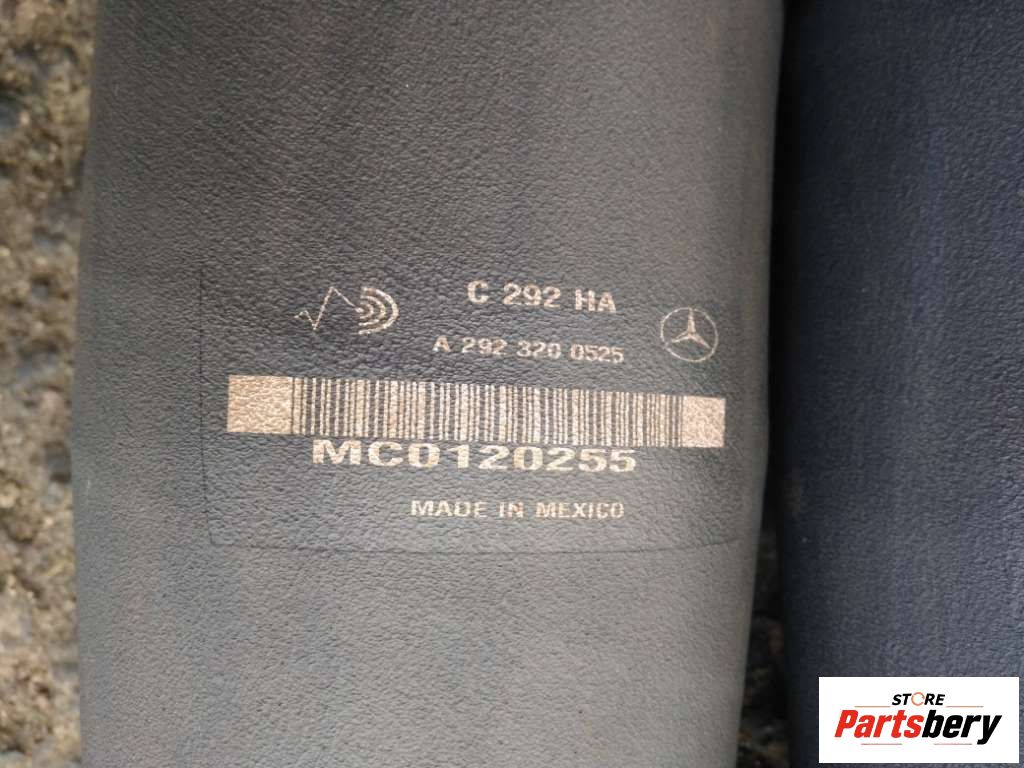 C 292 HA
A 292 320 0525
MC0120255
MADE IN MEXICO
STORE
Partsbery